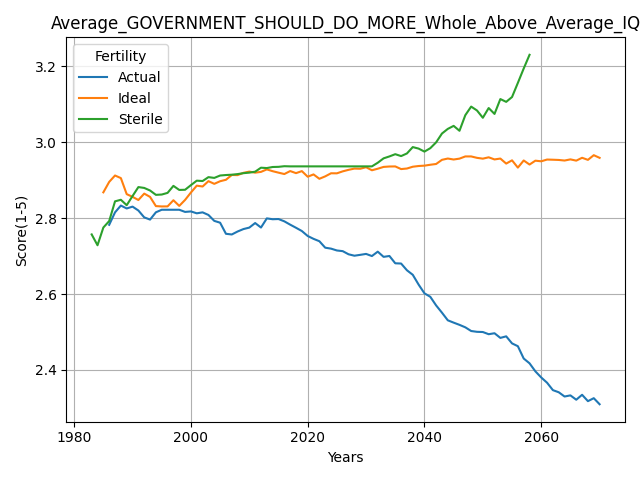 Average_GOVERNMENT_SHOULD_DO_MORE_Whole_Above_Average_IQ
Fertility
Actual
Ideal
Sterile
Score(1-5)
3.2
3.0
2.8
2.6
2.4
1980 2000 2020 2040 2060
Years